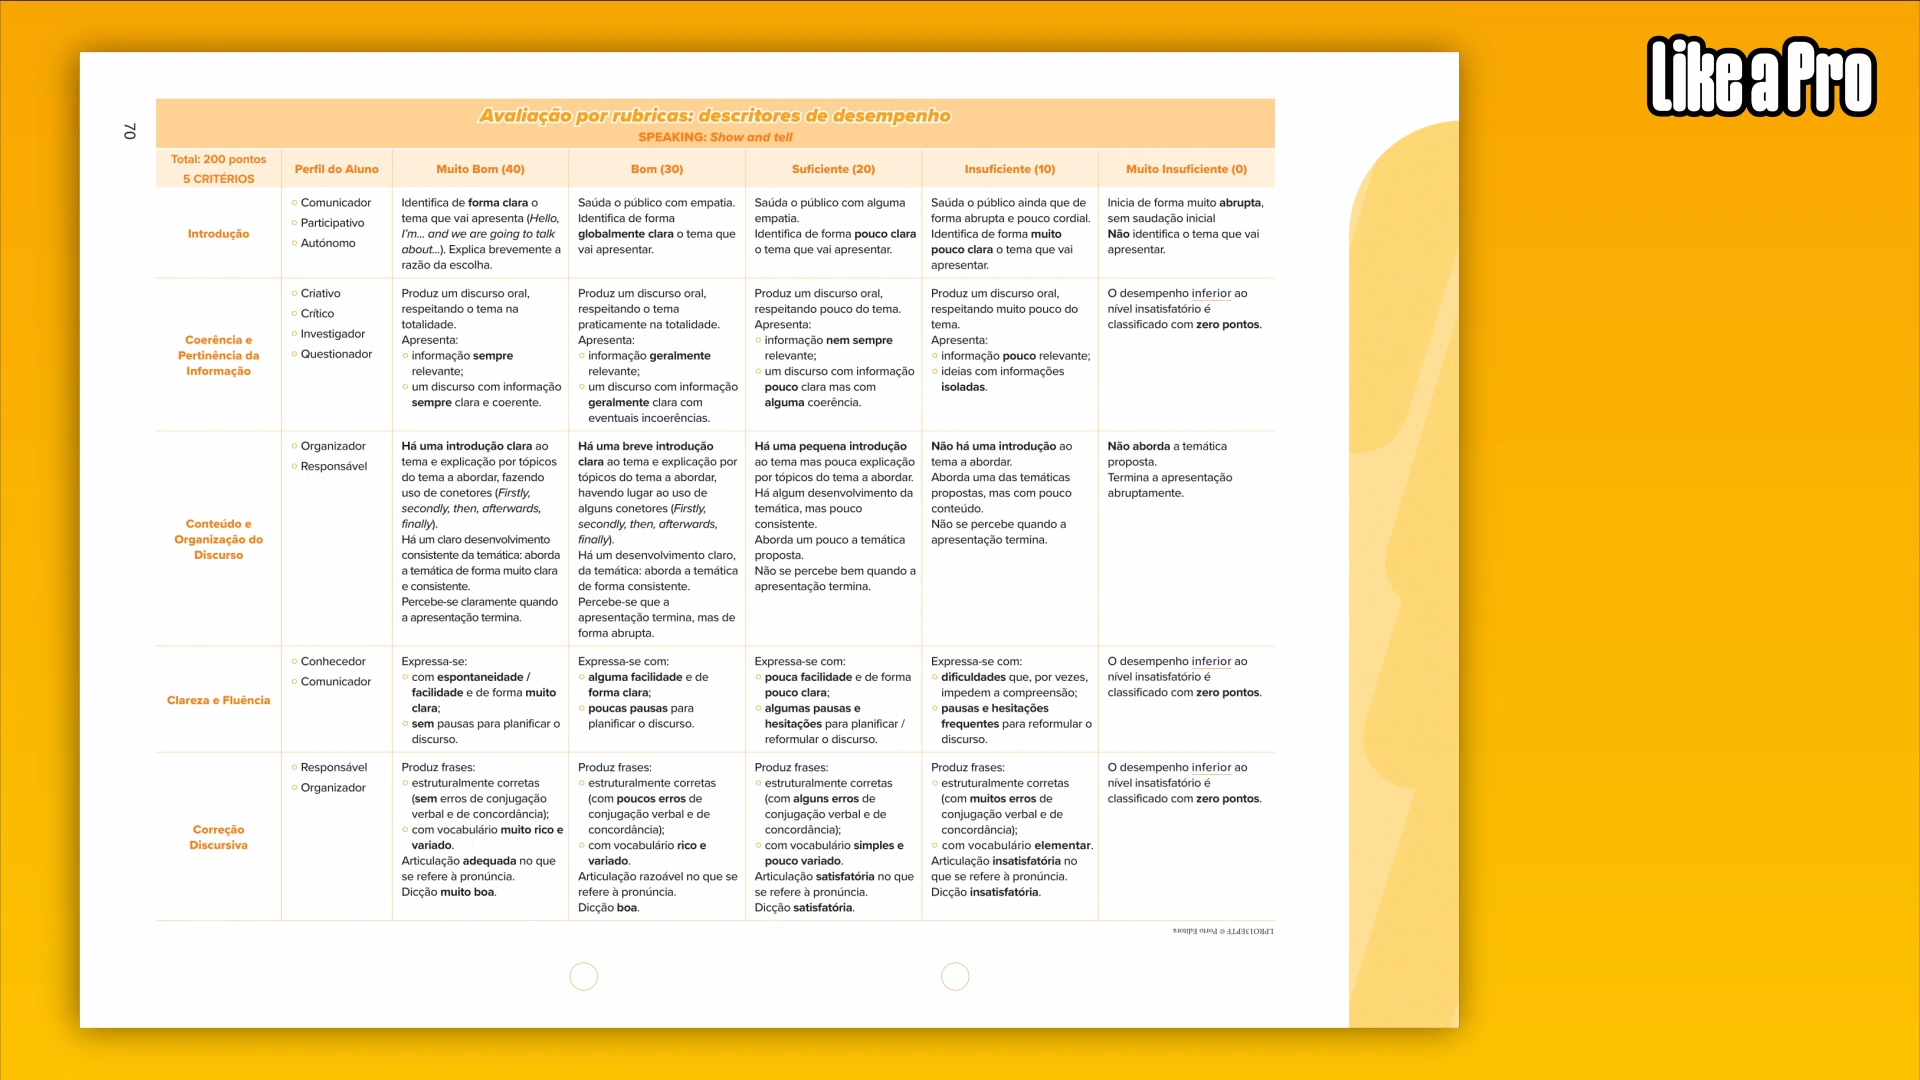 Like a Pro
70
Avaliação por rubricas: descritores de desempenho
SPEAKING: Show and tell
Total: 200 pontos
5 CRITÉRIOS
Perfil do Aluno
Muito Bom (40)
Bom (30)
Suficiente (20)
Insuficiente (10)
Muito Insuficiente (0)
Introdução
Comunicador
Participativo
Autónomo
Identifica de forma clara o
tema que vai apresenta (Hello,
I'm... and we are going to talk
about...). Explica brevemente a
razão da escolha.
Saúda o público com empatia.
Identifica de forma
globalmente clara o tema que
vai apresentar.
Saúda o público com alguma
empatia.
Identifica de forma pouco clara
o tema que vai apresentar.
Saúda o público ainda que de
forma abrupta e pouco cordial.
Identifica de forma muito
pouco clara o tema que vai
apresentar.
Inicia de forma muito abrupta,
sem saudação inicial
Não identifica o tema que vai
apresentar.
Coerência e
Pertinência da
Informação
Criativo
Crítico
Investigador
Questionador
Produz um discurso oral,
respeitando o tema na
totalidade.
Apresenta:
informação sempre
relevante;
um discurso com informação
sempre clara e coerente.
Produz um discurso oral,
respeitando o tema
praticamente na totalidade.
Apresenta:
informação geralmente
relevante;
um discurso com informação
geralmente clara com
eventuais incoerências.
Produz um discurso oral,
respeitando pouco do tema.
Apresenta:
informação nem sempre
relevante;
um discurso com informação
pouco clara mas com
alguma coerência.
Produz um discurso oral,
respeitando muito pouco do
tema.
Apresenta:
informação pouco relevante;
ideias com informações
isoladas.
O desempenho inferior ao
nível insatisfatório é
classificado com zero pontos.
Conteúdo e
Organização do
Discurso
Organizador
Responsável
Há uma introdução clara ao
tema e explicação por tópicos
do tema a abordar, fazendo
uso de conetores (Firstly,
secondly, then, afterwards,
finally).
Há um claro desenvolvimento
consistente da temática: aborda
a temática de forma muito clara
e consistente.
Percebe-se claramente quando
a apresentação termina.
Há uma breve introdução
clara ao tema e explicação por
tópicos do tema a abordar,
havendo lugar ao uso de
alguns conetores (Firstly,
secondly, then, afterwards,
finally).
Há um desenvolvimento claro,
da temática: aborda a temática
de forma consistente.
Percebe-se que a
apresentação termina, mas de
forma abrupta.
Há uma pequena introdução
ao tema mas pouca explicação
por tópicos do tema a abordar.
Há algum desenvolvimento da
temática, mas pouco
consistente.
Aborda um pouco a temática
proposta.
Não se percebe bem quando a
apresentação termina.
Não há uma introdução ao
tema a abordar.
Aborda uma das temáticas
propostas, mas com pouco
conteúdo.
Não se percebe quando a
apresentação termina.
Não aborda a temática
proposta.
Termina a apresentação
abruptamente.
Clareza e Fluência
Conhecedor
Comunicador
Expressa-se:
com espontaneidade /
facilidade e de forma muito
clara;
sem pausas para planificar o
discurso.
Expressa-se com:
alguma facilidade e de
forma clara;
poucas pausas para
planificar o discurso.
Expressa-se com:
pouca facilidade e de forma
pouco clara;
algumas pausas e
hesitações para planificar /
reformular o discurso.
Expressa-se com:
dificuldades que, por vezes,
impedem a compreensão;
pausas e hesitações
frequentes para reformular o
discurso.
O desempenho inferior ao
nível insatisfatório é
classificado com zero pontos.
Correção
Discursiva
Responsável
Organizador
Produz frases:
estruturalmente corretas
(sem erros de conjugação
verbal e de concordância);
com vocabulário muito rico e
variado.
Articulação adequada no que
se refere à pronúncia.
Dicção muito boa.
Produz frases:
estruturalmente corretas
(com poucos erros de
conjugação verbal e de
concordância);
com vocabulário rico e
variado.
Articulação razoável no que se
refere à pronúncia.
Dicção boa.
Produz frases:
estruturalmente corretas
(com alguns erros de
conjugação verbal e de
concordância);
com vocabulário simples e
pouco variado.
Articulação satisfatória no que
se refere à pronúncia.
Dicção satisfatória.
Produz frases:
estruturalmente corretas
(com muitos erros de
conjugação verbal e de
concordância);
com vocabulário elementar.
Articulação insatisfatória no
que se refere à pronúncia.
Dicção insatisfatória.
O desempenho inferior ao
nível insatisfatório é
classificado com zero pontos.
LPRO13EPTF © Porto Editora